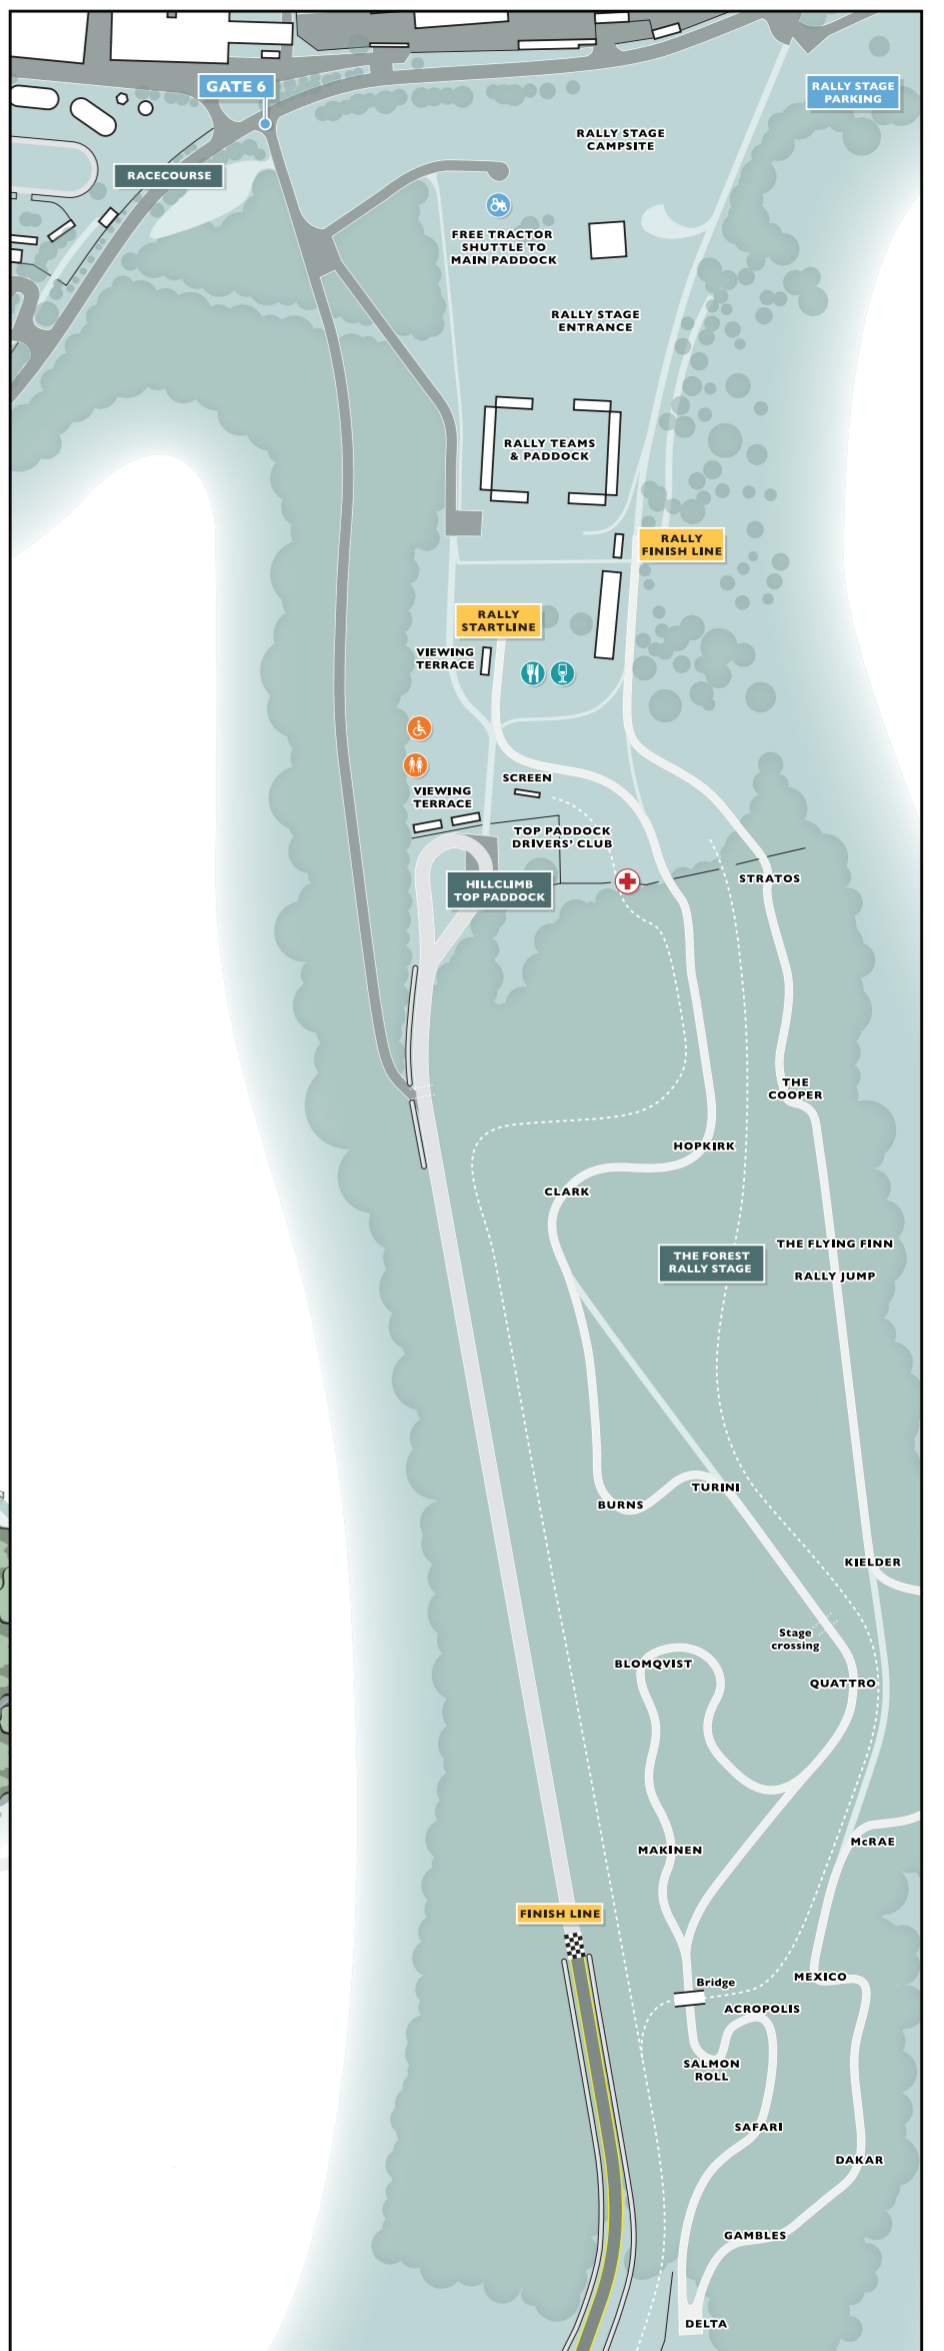 GATE 6
RALLY STAGE
PARKING
RALLY STAGE
CAMPSITE
RACECOURSE
FREE TRACTOR
SHUTTLE TO
MAIN PADDOCK
RALLY STAGE
ENTRANCE
RALLY TEAMS
& PADDOCK
RALLY
FINISH LINE
RALLY
STARTLINE
VIEWING
TERRACE
SCREEN
VIEWING
TERRACE
TOP PADDOCK
DRIVERS' CLUB
STRATOS
HILLCLIMB
TOP PADDOCK
THE
COOPER
HOPKIRK
CLARK
THE FLYING FINN
THE FOREST
RALLY STAGE
RALLY JUMP
TURINI
BURNS
KIELDER
Stage
crossing
BLOMQVIST
QUATTRO
McRAE
MAKINEN
FINISH LINE
MEXICO
Bridge
ACROPOLIS
SALMON
ROLL
SAFARI
DAKAR
GAMBLES
DELTA